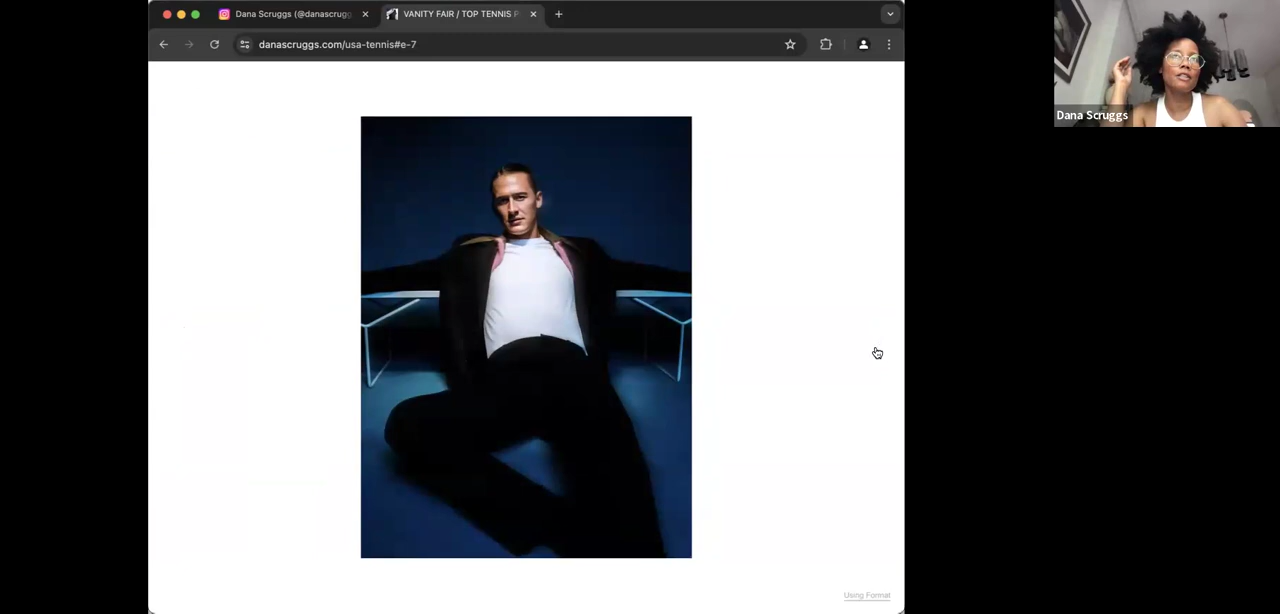 Dana Scruggs (@danascrugg
VANITY FAIR / TOP TENNIS P
danascruggs.com/usa-tennis#e-7
Dana Scruggs
Using Format